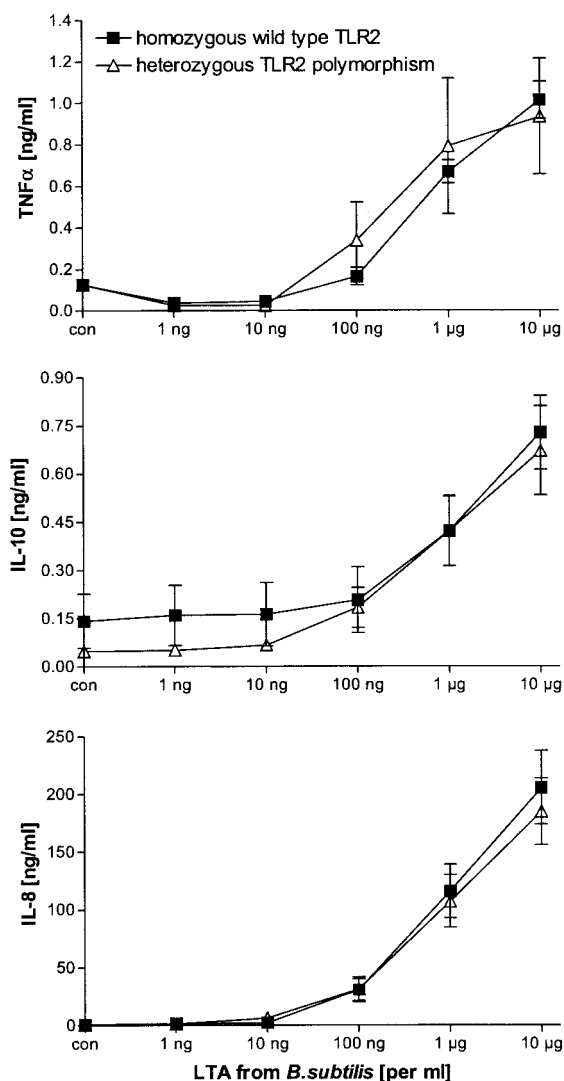 homozygous wild type TLR2
heterozygous TLR2 polymorphism
TNFα [ng/ml]
1.4
1.2
1.0
0.8
0.6
0.4
0.2
0.0
con 1 ng 10 ng 100 ng 1 µg 10 µg
IL-10 [ng/ml]
0.90
0.75
0.60
0.45
0.30
0.15
0.00
con 1 ng 10 ng 100 ng 1 µg 10 µg
IL-8 [ng/ml]
250
200
150
100
50
0
con 1 ng 10 ng 100 ng 1 µg 10 µg
LTA from B.subtilis [per ml]